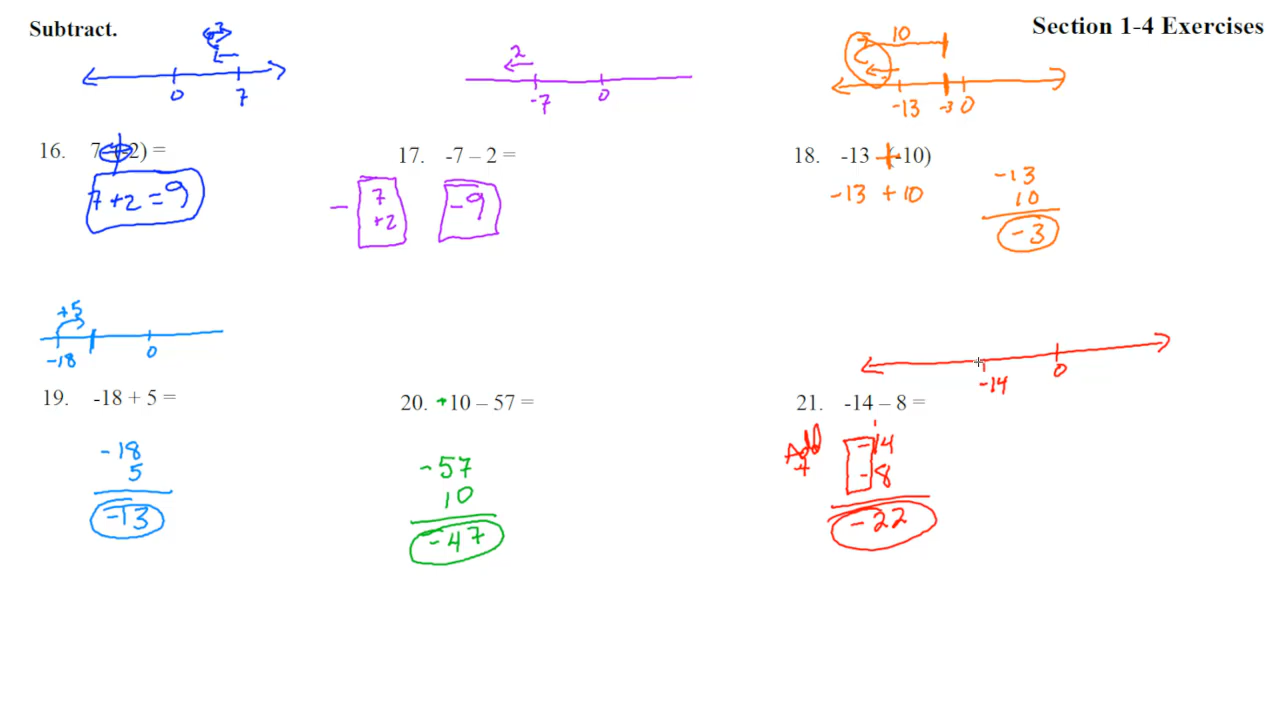 Subtract.
Section 1-4 Exercises
0 7
2
-7 0
10
-13 -3 0
16. 7 - (-2) =
7 + 2 = 9
17. -7 – 2 =
- 7
+2
-9
18. -13 – (-10)
-13 + 10
-13
10
-3
+5
-18 0
19. -18 + 5 =
-18
5
-13
20. +10 – 57 =
-57
10
-47
-14 0
21. -14 – 8 =
Add
+
1
-14
-8
-22